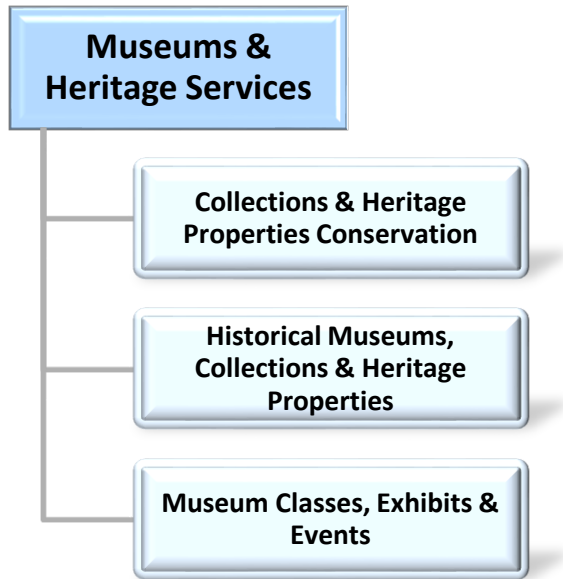 Museums &
Heritage Services
Collections & Heritage
Properties Conservation
Historical Museums,
Collections & Heritage
Properties
Museum Classes, Exhibits &
Events